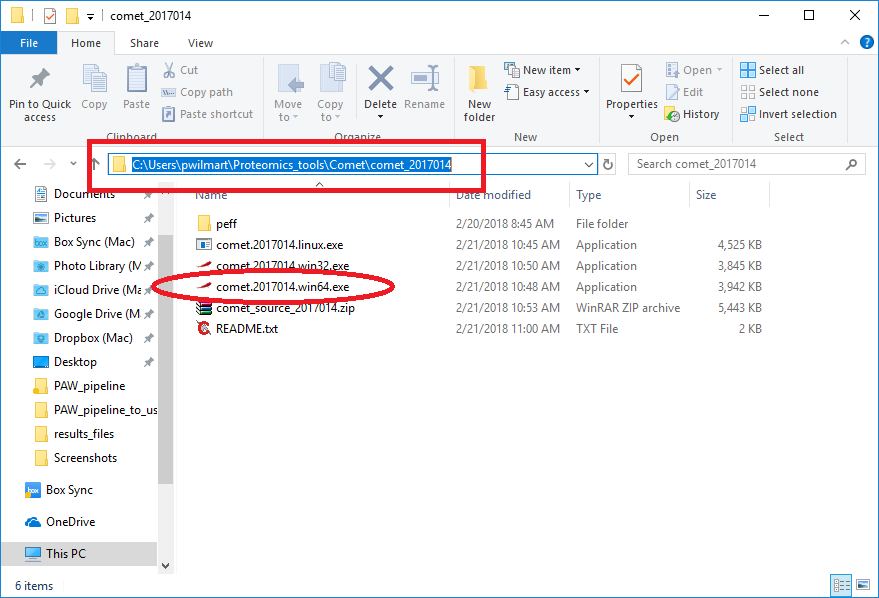 comet_2017014
File Home Share View
Pin to Quick access
Copy
Paste
Cut
Copy path
Paste shortcut
Clipboard
Move to
Copy to
Delete
Rename
Organize
New folder
New item
Easy access
New
Properties
Open
Edit
History
Open
Select all
Select none
Invert selection
Select
C:\Users\pwilmart\Proteomics_tools\Comet\comet_2017014
Search comet_2017014
Documents
Pictures
Box Sync (Mac)
Photo Library (M
iCloud Drive (Ma
Google Drive (M
Dropbox (Mac)
Desktop
PAW_pipeline
PAW_pipeline_to_us
results_files
Screenshots
box Box Sync
OneDrive
This PC
Name Date modified Type Size
peff 2/20/2018 8:45 AM File folder
comet.2017014.linux.exe 2/21/2018 10:45 AM Application 4,525 KB
comet.2017014.win32.exe 2/21/2018 10:50 AM Application 3,845 KB
comet.2017014.win64.exe 2/21/2018 10:48 AM Application 3,942 KB
comet_source_2017014.zip 2/21/2018 10:53 AM WinRAR ZIP archive 5,443 KB
README.txt 2/21/2018 11:00 AM TXT File 2 KB
6 items